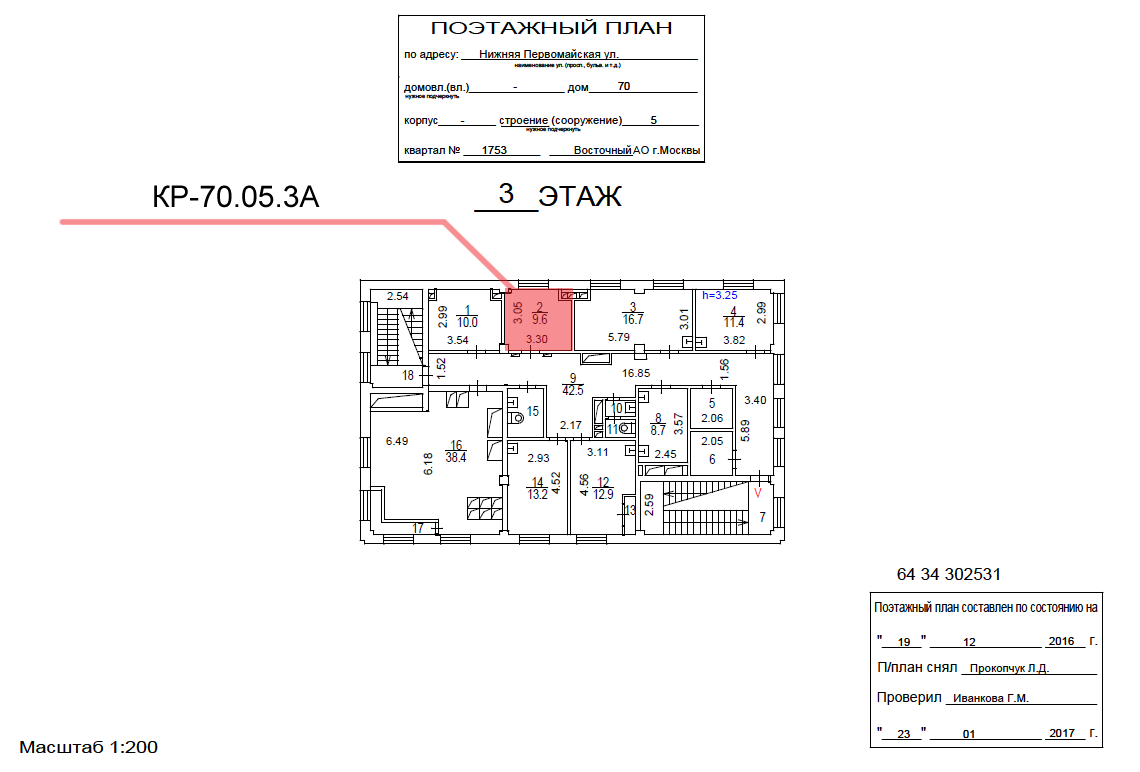 ПОЭТАЖНЫЙ ПЛАН
по адресу: Нижняя Первомайская ул.
наименование ул. (просп., бульв. и т.д.)
домовл.(вл.) - дом 70
нужное подчеркнуть
корпус - строение (сооружение) 5
нужное подчеркнуть
квартал № 1753 Восточный АО г.Москвы
КР-70.05.3А
3 ЭТАЖ
2.54
h=3.25
2.99
1
10.0
3.54
3.05
2
9.6
3.30
3
16.7
5.79
3.01
4
11.4
2.99
3.82
18
1.52
9
42.5
16.85
1.56
15
2.17
10
11
8
8.7
3.57
2.45
5
2.06
3.40
5.89
2.05
6
6.49
6.18
16
38.4
17
2.93
14
13.2
4.52
3.11
4.56
12
12.9
13
2.59
V
7
64 34 302531
Поэтажный план составлен по состоянию на
" 19 " 12 2016 г.
П/план снял Прокопчук Л.Д.
Проверил Иванкова Г.М.
" 23 " 01 2017 г.
Масштаб 1:200